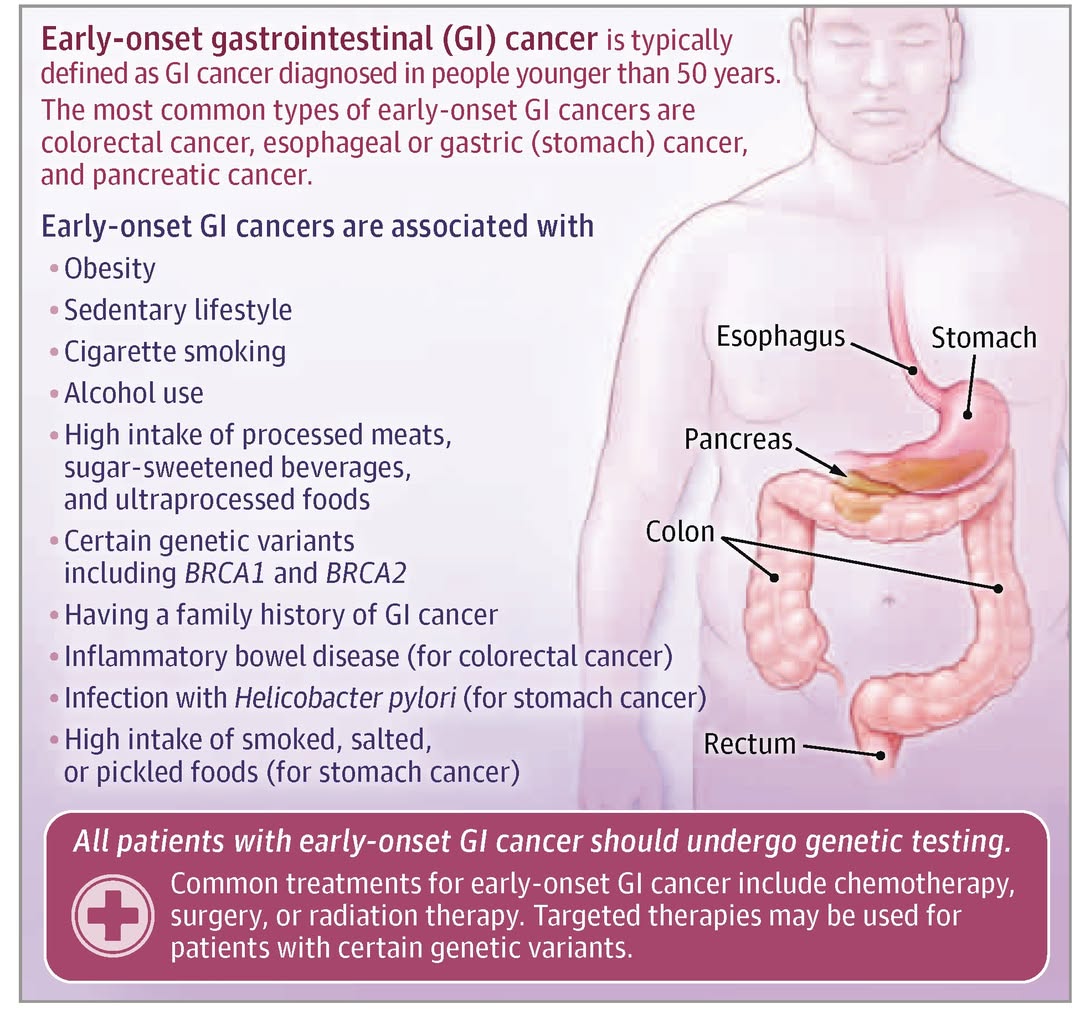 Early-onset gastrointestinal (GI) cancer is typically
defined as GI cancer diagnosed in people younger than 50 years.
The most common types of early-onset GI cancers are
colorectal cancer, esophageal or gastric (stomach) cancer,
and pancreatic cancer.
Early-onset GI cancers are associated with
• Obesity
• Sedentary lifestyle
• Cigarette smoking
• Alcohol use
• High intake of processed meats,
sugar-sweetened beverages,
and ultraprocessed foods
• Certain genetic variants
including BRCA1 and BRCA2
• Having a family history of GI cancer
• Inflammatory bowel disease (for colorectal cancer)
• Infection with Helicobacter pylori (for stomach cancer)
• High intake of smoked, salted,
or pickled foods (for stomach cancer)
Esophagus
Stomach
Pancreas
Colon
Rectum
All patients with early-onset GI cancer should undergo genetic testing.
Common treatments for early-onset GI cancer include chemotherapy,
surgery, or radiation therapy. Targeted therapies may be used for
patients with certain genetic variants.